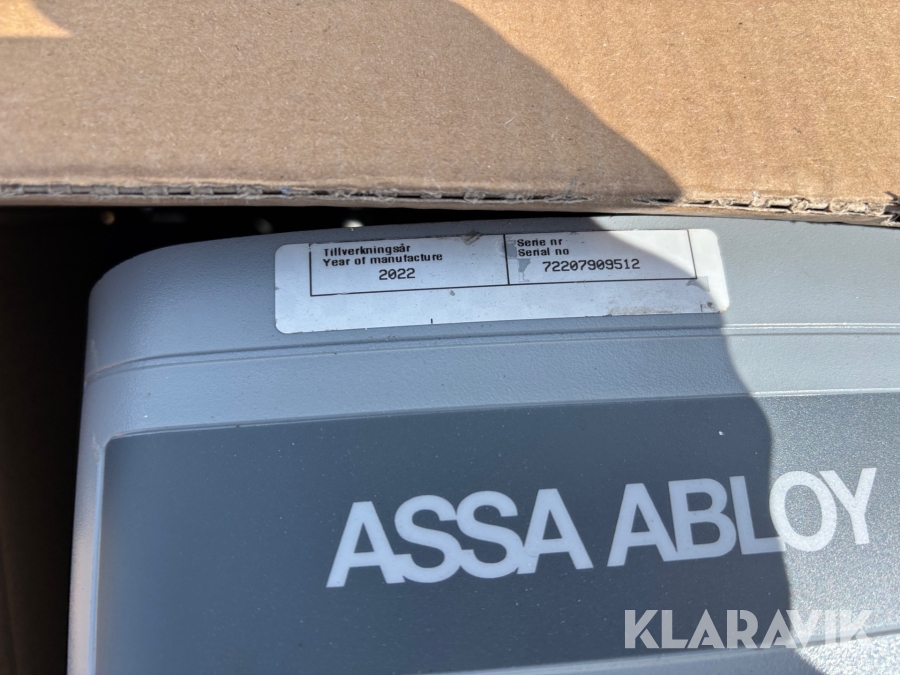 Tillverkningsår
Year of manufacture
2022
Serie nr
Serial no
72207909512
ASSA ABLOY
KLARAVIK